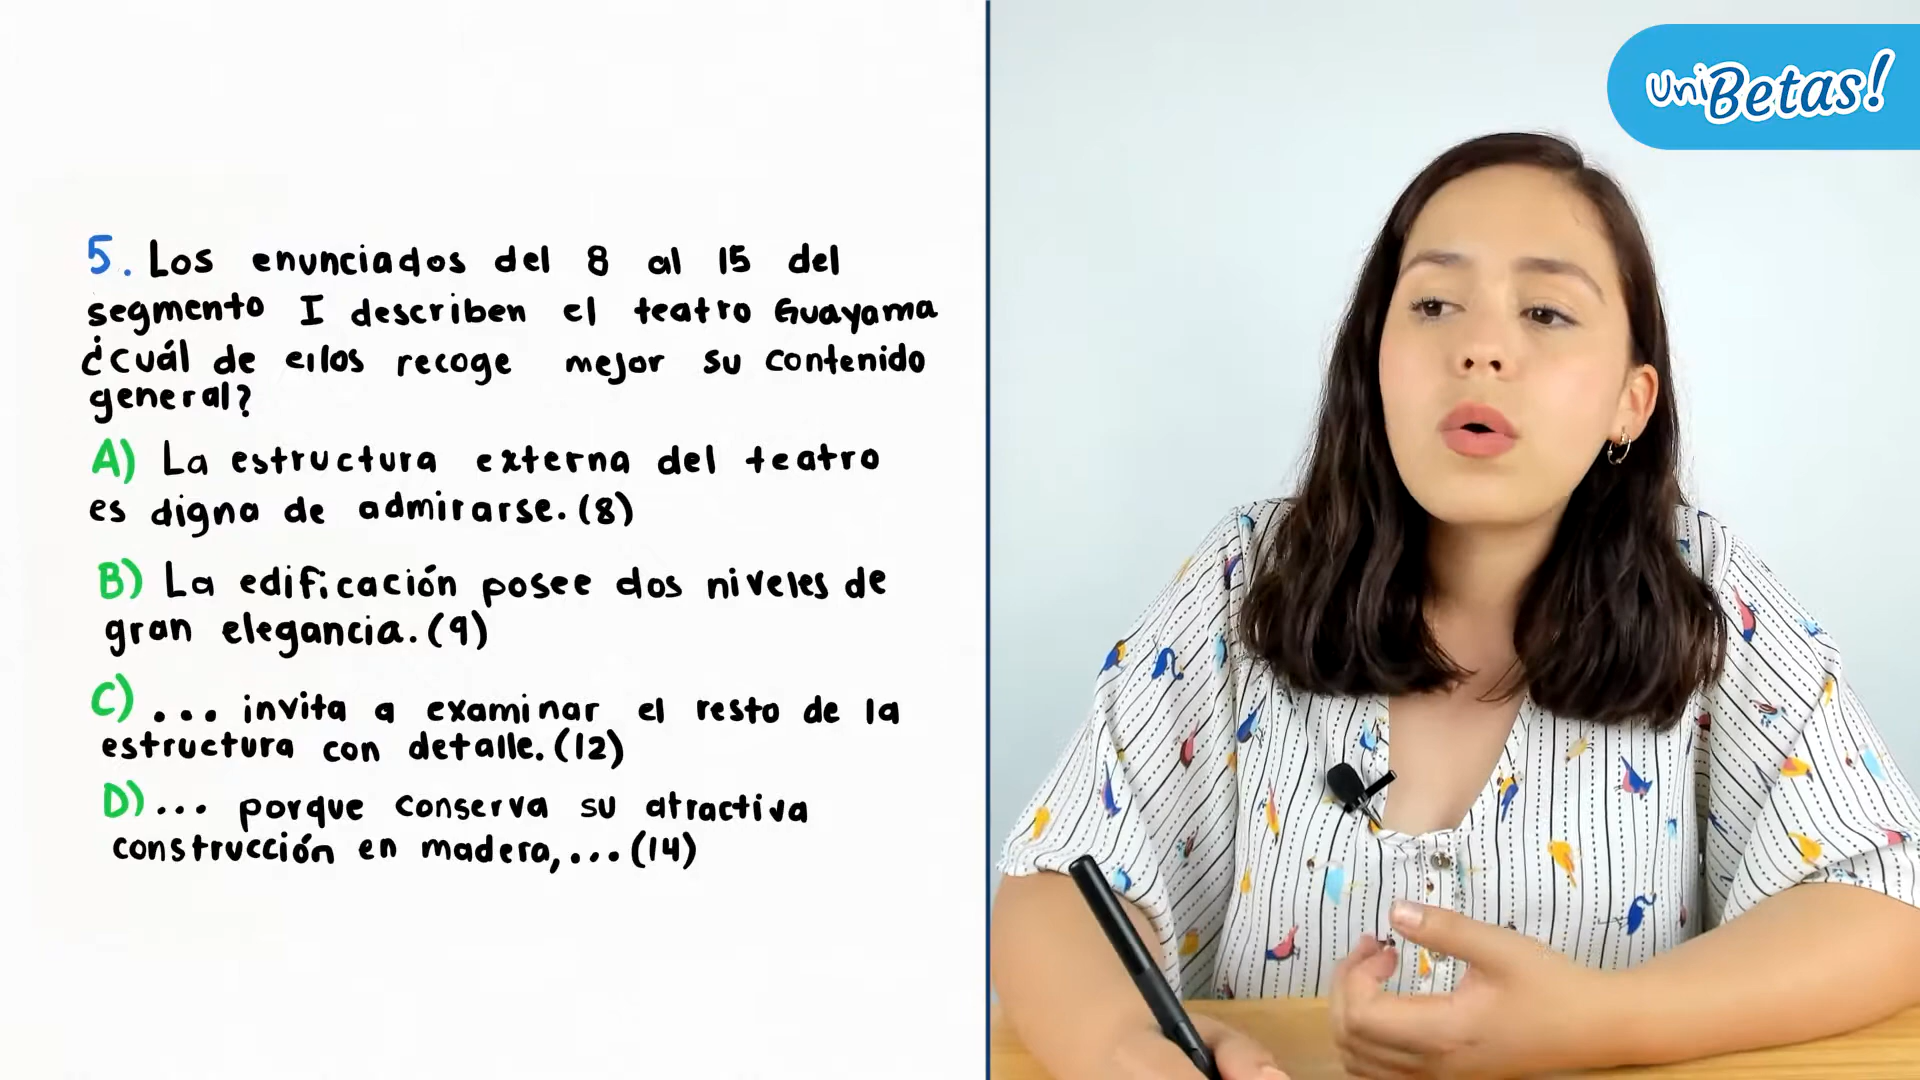 uniBetas!
5. Los enunciados del 8 al 15 del
segmento I describen el teatro Guayama
¿cuál de ellos recoge mejor su contenido
general?
A) La estructura externa del teatro
es digna de admirarse. (8)
B) La edificación posee dos niveles de
gran elegancia. (9)
C) ... invita a examinar el resto de la
estructura con detalle. (12)
D) ... porque conserva su atractiva
construcción en madera, ... (14)